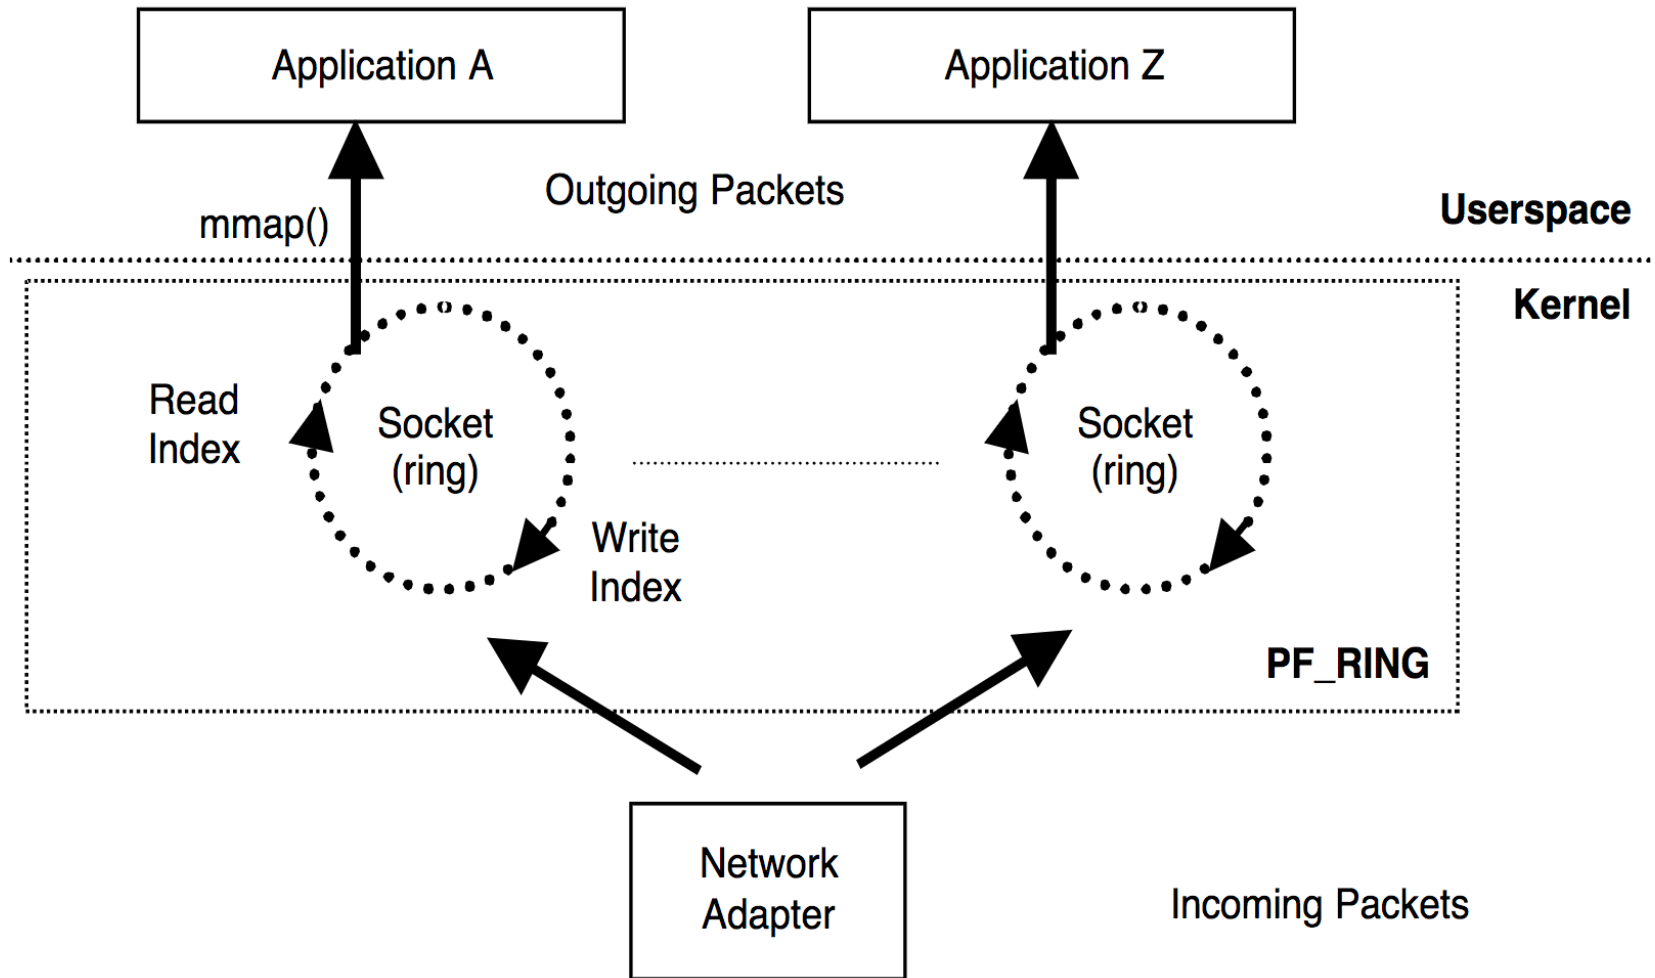 Application A
Application Z
Outgoing Packets
mmap()
Userspace
Kernel
Read
Index
Socket
(ring)
Write
Index
Socket
(ring)
PF_RING
Network
Adapter
Incoming Packets